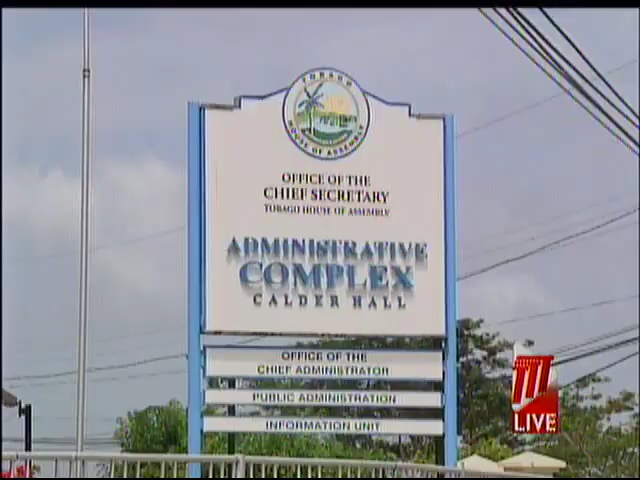 TOBAGO
HOUSE OF ASSEMBLY
OFFICE OF THE
CHIEF SECRETARY
TOBAGO HOUSE OF ASSEMBLY
ADMINISTRATIVE
COMPLEX
CALDER HALL
OFFICE OF THE
CHIEF ADMINISTRATOR
PUBLIC ADMINISTRATION
INFORMATION UNIT
LIVE